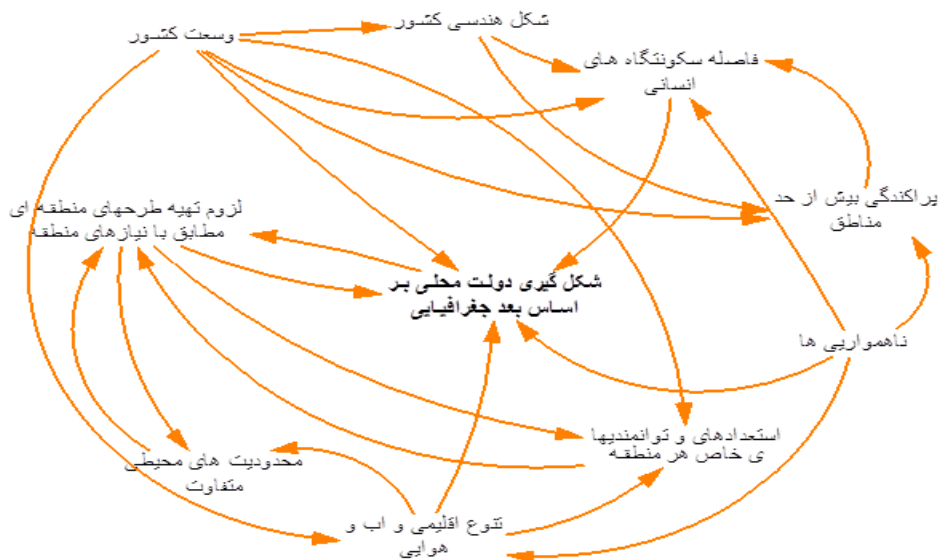 شکل هندسی کشور
وسعت کشور
فاصله سکونتگاه های
انسانی
پراکندگی بیش از حد
مناطق
لزوم تهیه طرحهای منطقه ای
مطابق با نیازهای منطقه
شکل گیری دولت محلی بر
اساس بعد جغرافیایی
ناهمواریی ها
استعدادهای و توانمندیها
ی خاص هر منطقه
محدودیت های محیطی
متفاوت
تنوع اقلیمی و اب و
هوایی